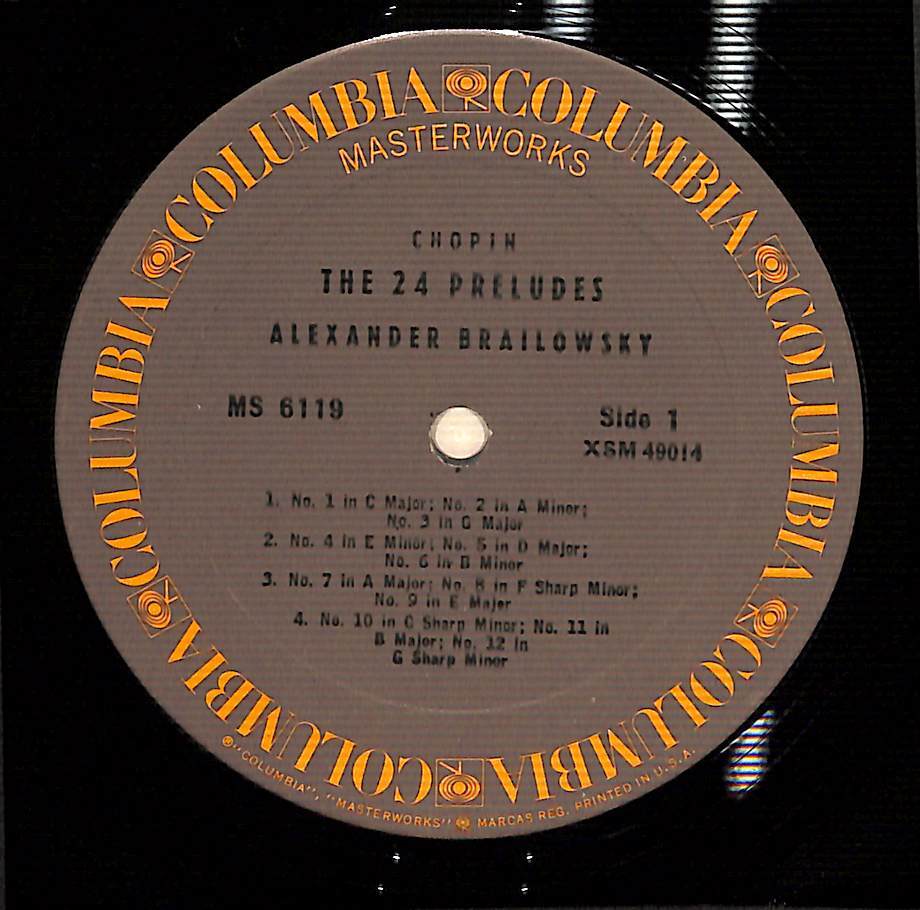 COLUMBIA COLUMBIA COLUMBIA COLUMBIA COLUMBIA COLUMBIA
MASTERWORKS
CHOPIN
THE 24 PRELUDES
ALEXANDER BRAILOWSKY
MS 6119
Side 1
XSM 49014
1. No. 1 in C Major; No. 2 in A Minor;
No. 3 in G Major
2. No. 4 in E Minor; No. 5 in D Major;
No. 6 in B Minor
3. No. 7 in A Major; No. 8 in F Sharp Minor;
No. 9 in E Major
4. No. 10 in C Sharp Minor; No. 11 in
B Major; No. 12 in
G Sharp Minor
®"COLUMBIA", "MASTERWORKS" MARCAS REG. PRINTED IN U.S.A.